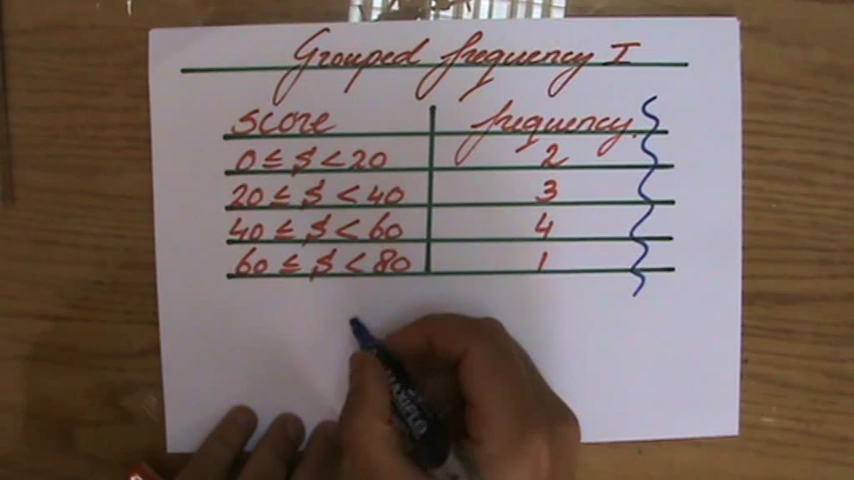 Grouped frequency I
score frequency.
0 ≤ s < 20 2
20 ≤ s < 40 3
40 ≤ s < 60 4
60 ≤ s < 80 1